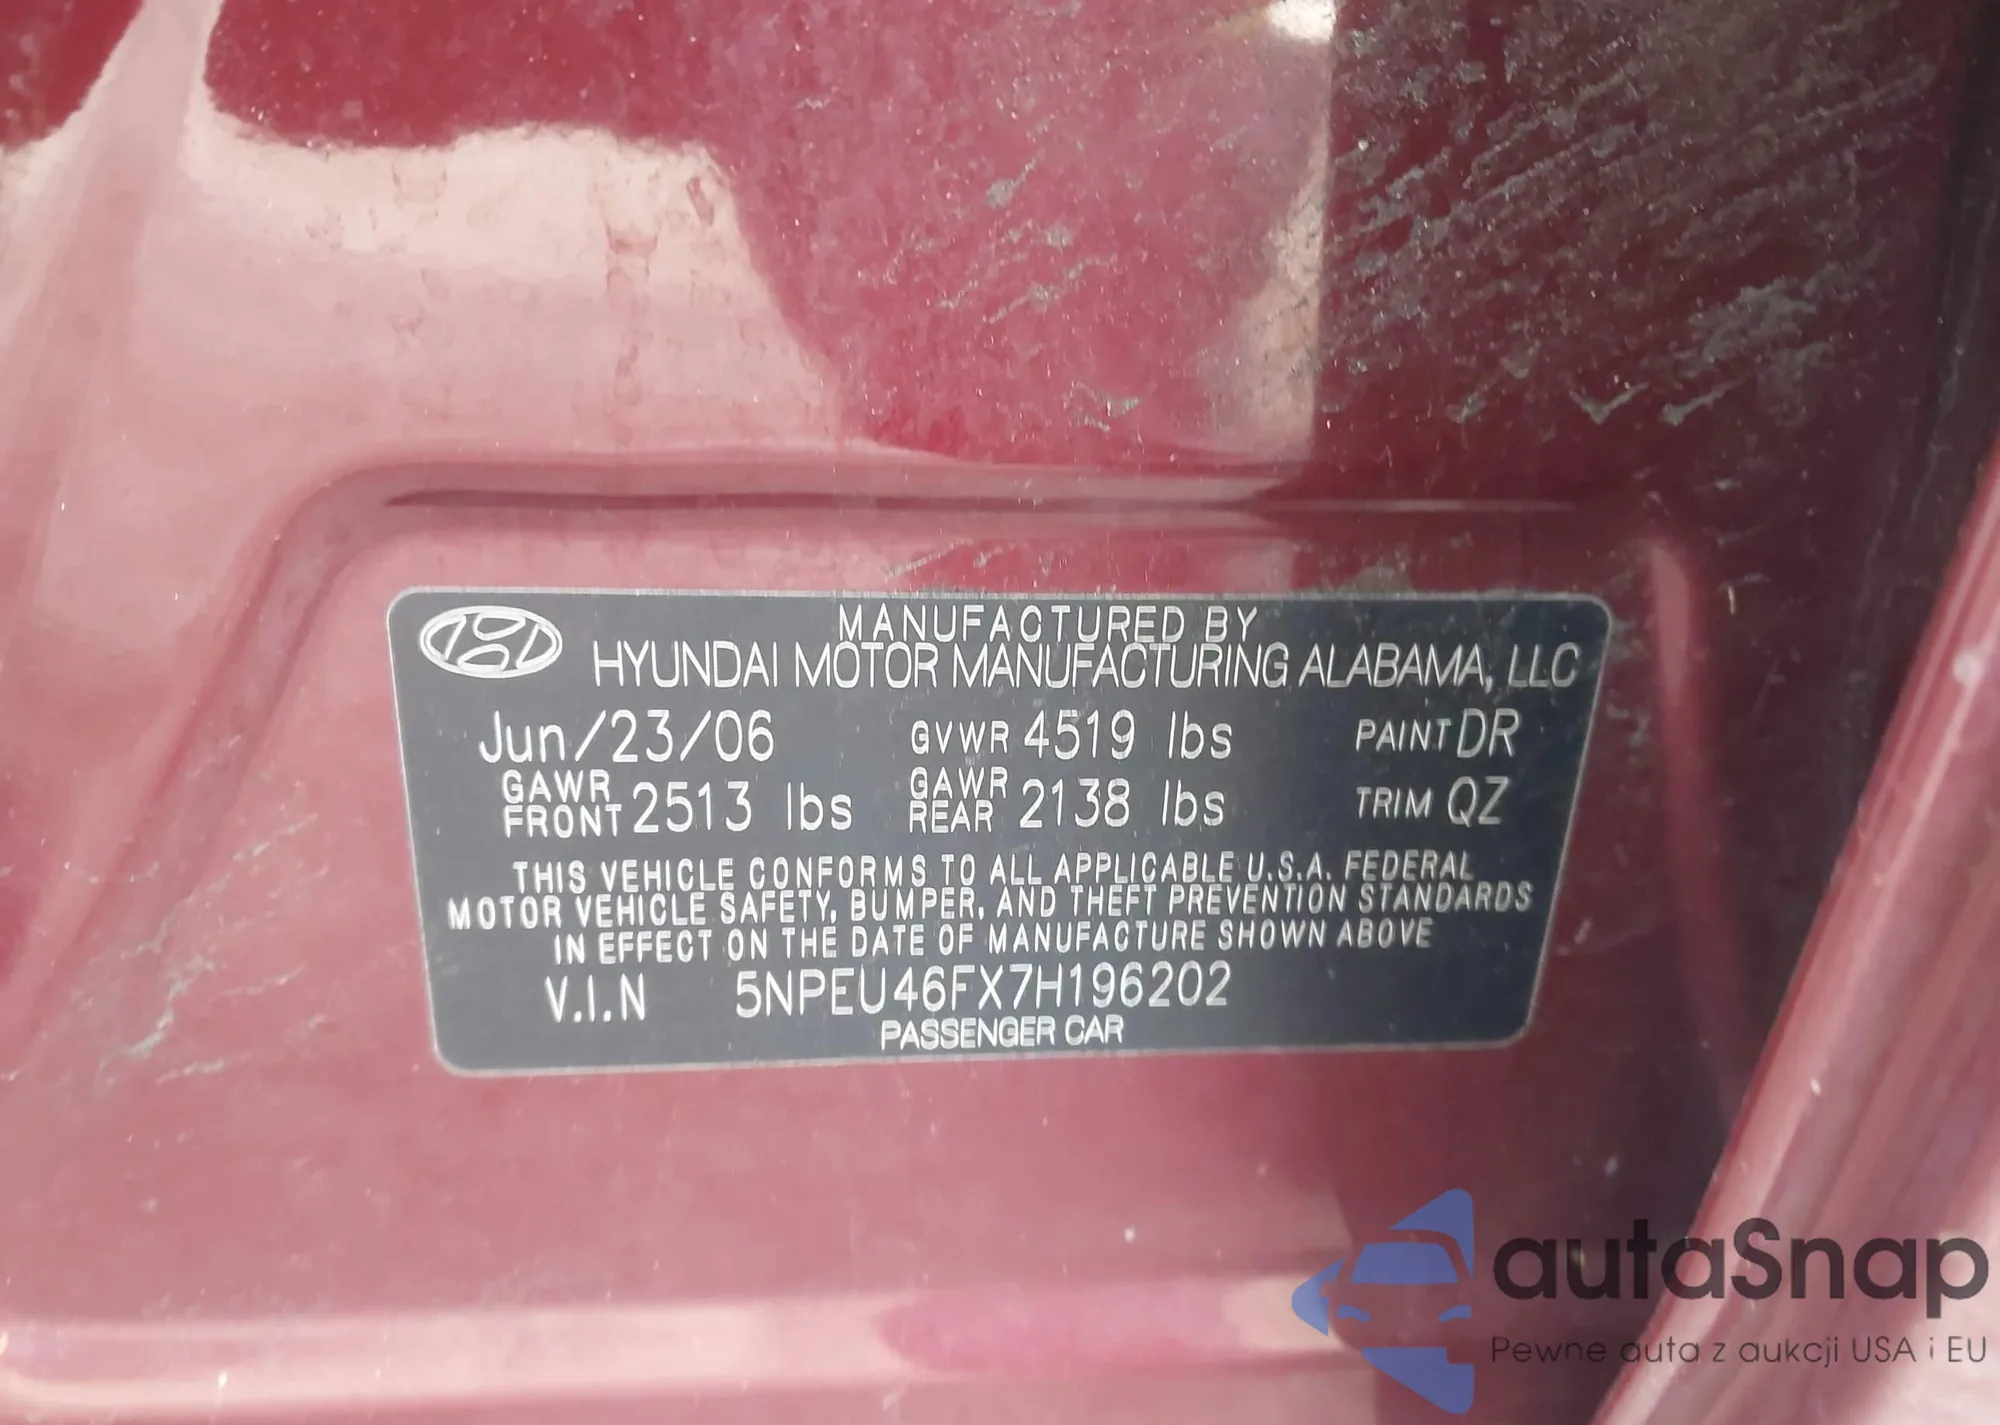 MANUFACTURED BY
HYUNDAI MOTOR MANUFACTURING ALABAMA, LLC
Jun/23/06 GVWR 4519 lbs PAINT DR
GAWR FRONT 2513 lbs GAWR REAR 2138 lbs TRIM QZ
THIS VEHICLE CONFORMS TO ALL APPLICABLE U.S.A. FEDERAL
MOTOR VEHICLE SAFETY, BUMPER, AND THEFT PREVENTION STANDARDS
IN EFFECT ON THE DATE OF MANUFACTURE SHOWN ABOVE
V.I.N 5NPEU46FX7H196202
PASSENGER CAR
autaSnap
Pewne auta z aukcji USA i EU